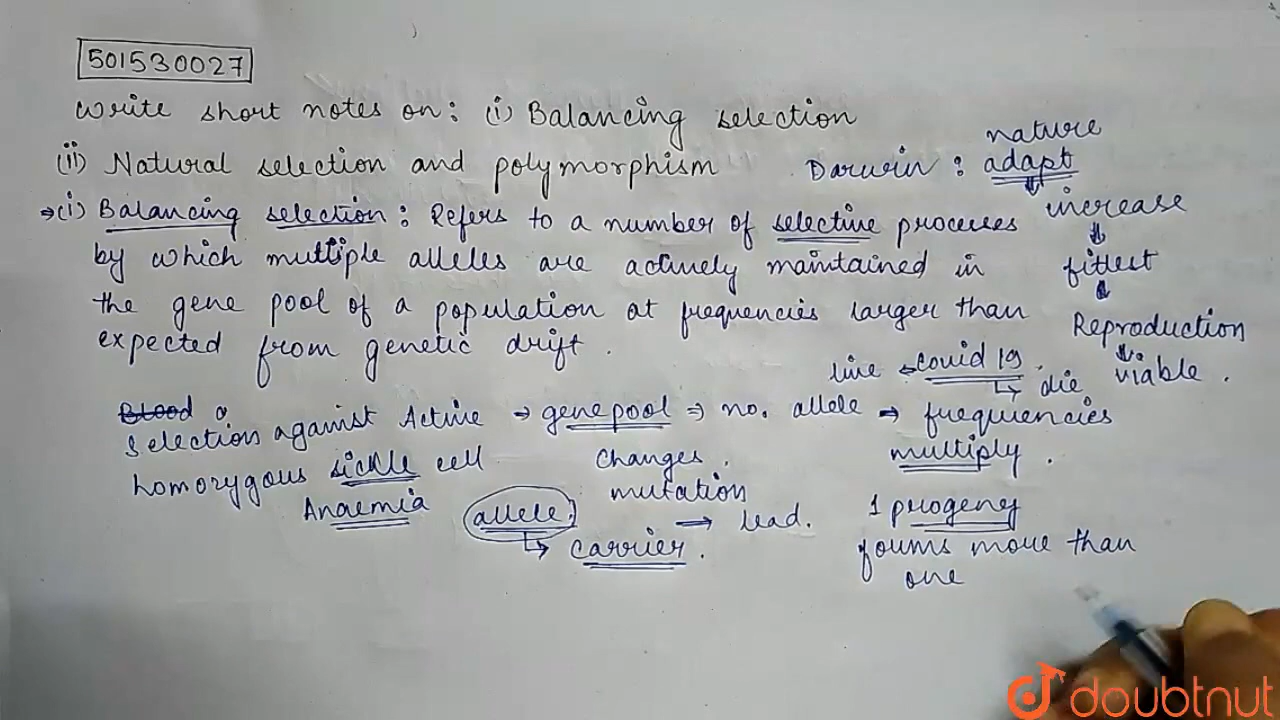 501530027
Write short notes on: (i) Balancing selection
(ii) Natural selection and polymorphism
Darwin : nature
adapt
increase
fittest
Reproduction
viable.
→(i) Balancing selection: Refers to a number of selective processes
by which multiple alleles are actively maintained in
the gene pool of a population at frequencies larger than
expected from genetic drift.
live covid 19.
die
Selection against Active → gene pool ⇒ no. allele → frequencies
homozygous sickle cell
Anaemia
changes.
mutation
multiply.
allele.
→ lead.
carrier.
1 progeny
forms more than
one
doubtnut